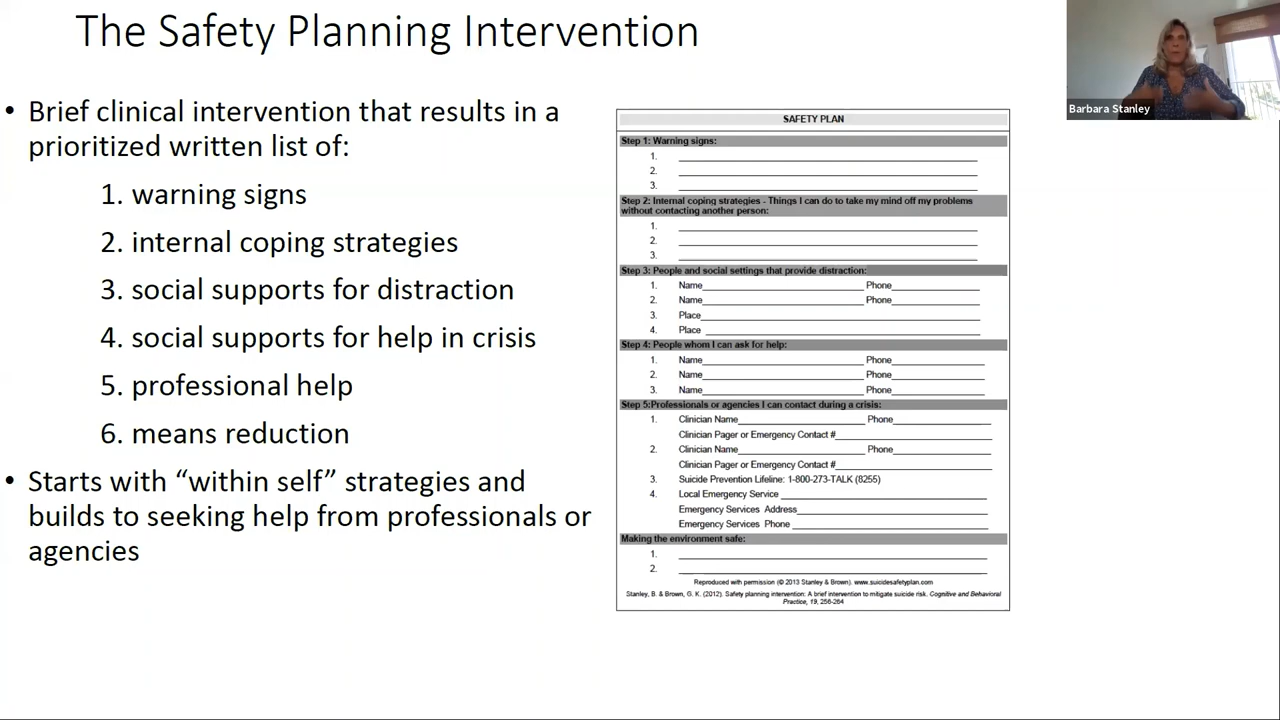 The Safety Planning Intervention
• Brief clinical intervention that results in a
prioritized written list of:
1. warning signs
2. internal coping strategies
3. social supports for distraction
4. social supports for help in crisis
5. professional help
6. means reduction
• Starts with “within self” strategies and
builds to seeking help from professionals or
agencies
SAFETY PLAN
Step 1: Warning signs:
1.
2.
3.
Step 2: Internal coping strategies - Things I can do to take my mind off my problems
without contacting another person:
1.
2.
3.
Step 3: People and social settings that provide distraction:
1. Name Phone
2. Name Phone
3. Place
4. Place
Step 4: People whom I can ask for help:
1. Name Phone
2. Name Phone
3. Name Phone
Step 5:Professionals or agencies I can contact during a crisis:
1. Clinician Name Phone
Clinician Pager or Emergency Contact #
2. Clinician Name Phone
Clinician Pager or Emergency Contact #
3. Suicide Prevention Lifeline: 1-800-273-TALK (8255)
4. Local Emergency Service
Emergency Services Address
Emergency Services Phone
Making the environment safe:
1.
2.
Reproduced with permission (© 2013 Stanley & Brown). www.suicidesafetyplan.com
Stanley, B. & Brown, G. K. (2012). Safety planning intervention: A brief intervention to mitigate suicide risk. Cognitive and Behavioral
Practice, 19, 256-264
Barbara Stanley